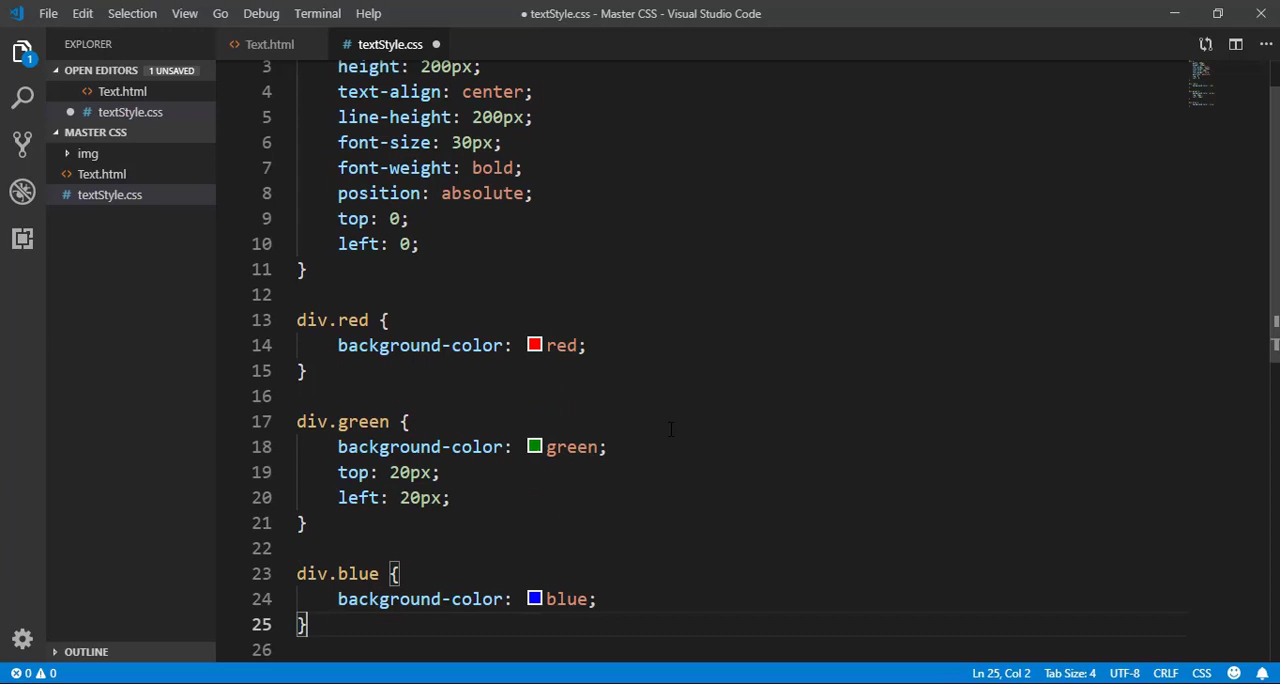 File Edit Selection View Go Debug Terminal Help
● textStyle.css - Master CSS - Visual Studio Code
EXPLORER
Text.html
# textStyle.css ●
OPEN EDITORS 1 UNSAVED
<> Text.html
● # textStyle.css
MASTER CSS
img
<> Text.html
# textStyle.css
OUTLINE
1
3 height: 200px;
4 text-align: center;
5 line-height: 200px;
6 font-size: 30px;
7 font-weight: bold;
8 position: absolute;
9 top: 0;
10 left: 0;
11 }
12
13 div.red {
14 background-color: red;
15 }
16
17 div.green {
18 background-color: green;
19 top: 20px;
20 left: 20px;
21 }
22
23 div.blue {
24 background-color: blue;
25 }
26
0 0 Ln 25, Col 2 Tab Size: 4 UTF-8 CRLF CSS